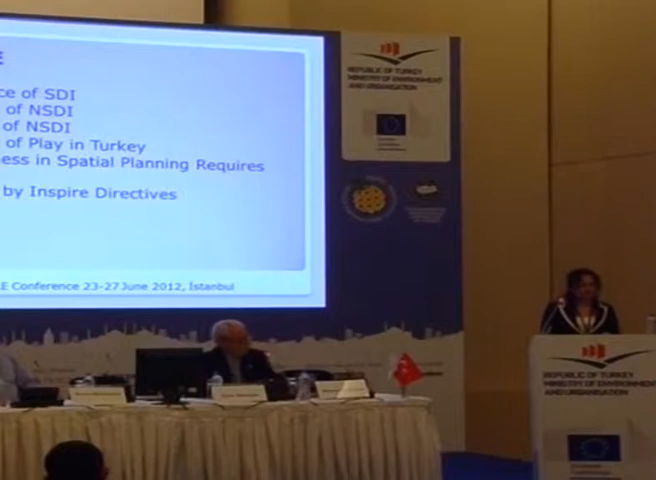 ce of SDI
of NSDI
of NSDI
of Play in Turkey
ess in Spatial Planning Requires
by Inspire Directives
E Conference 23-27 June 2012, İstanbul
REPUBLIC OF TURKEY
MINISTRY OF ENVIRONMENT
AND URBANISATION
REPUBLIC OF TURKEY
MINISTRY OF ENVIRONMENT
AND URBANISATION